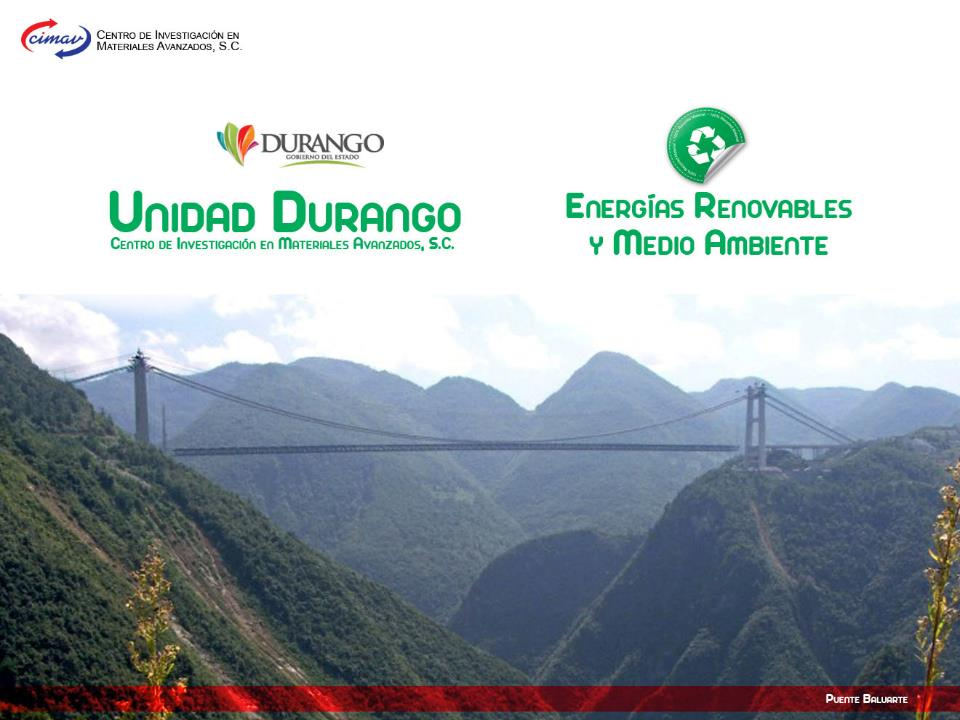 cimav
CENTRO DE INVESTIGACIÓN EN
MATERIALES AVANZADOS, S.C.
DURANGO
GOBIERNO DEL ESTADO
UNIDAD DURANGO
CENTRO DE INVESTIGACIÓN EN MATERIALES AVANZADOS, S.C.
ENERGÍAS RENOVABLES
Y MEDIO AMBIENTE
PUENTE BALUARTE